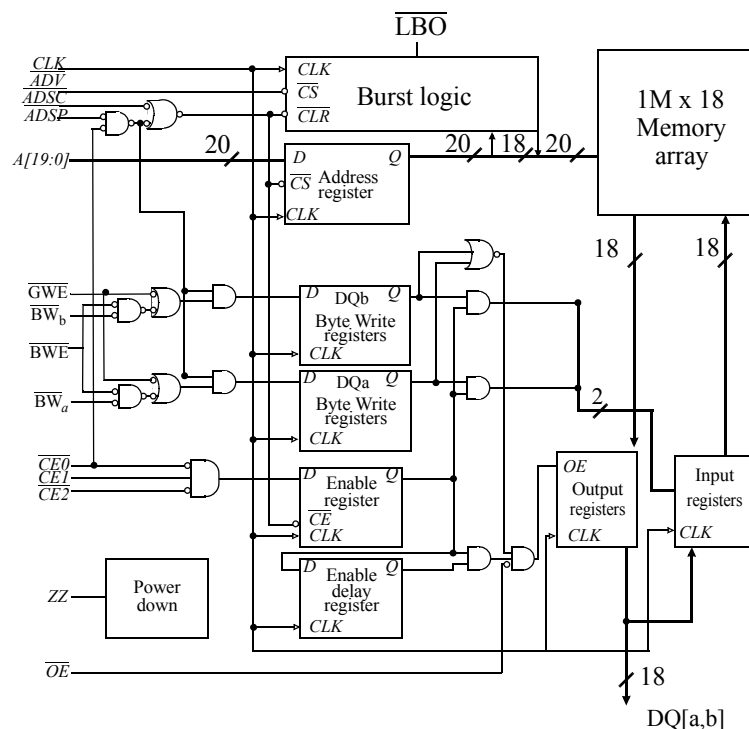 LBO
CLK
ADV
ADSC
ADSP
CLK
CS
CLR
Burst logic
1M x 18
Memory
array
A[19:0]
20
D
Q
CS
Address
register
CLK
20
18
20
18
18
GWE
BWb
BWE
BWa
D
DQb
Q
Byte Write
registers
CLK
D
DQa
Q
Byte Write
registers
CLK
2
CE0
CE1
CE2
D
Enable
Q
register
CE
CLK
OE
Output
registers
CLK
Input
registers
CLK
D
Enable
Q
delay
register
CLK
ZZ
Power
down
OE
18
DQ[a,b]